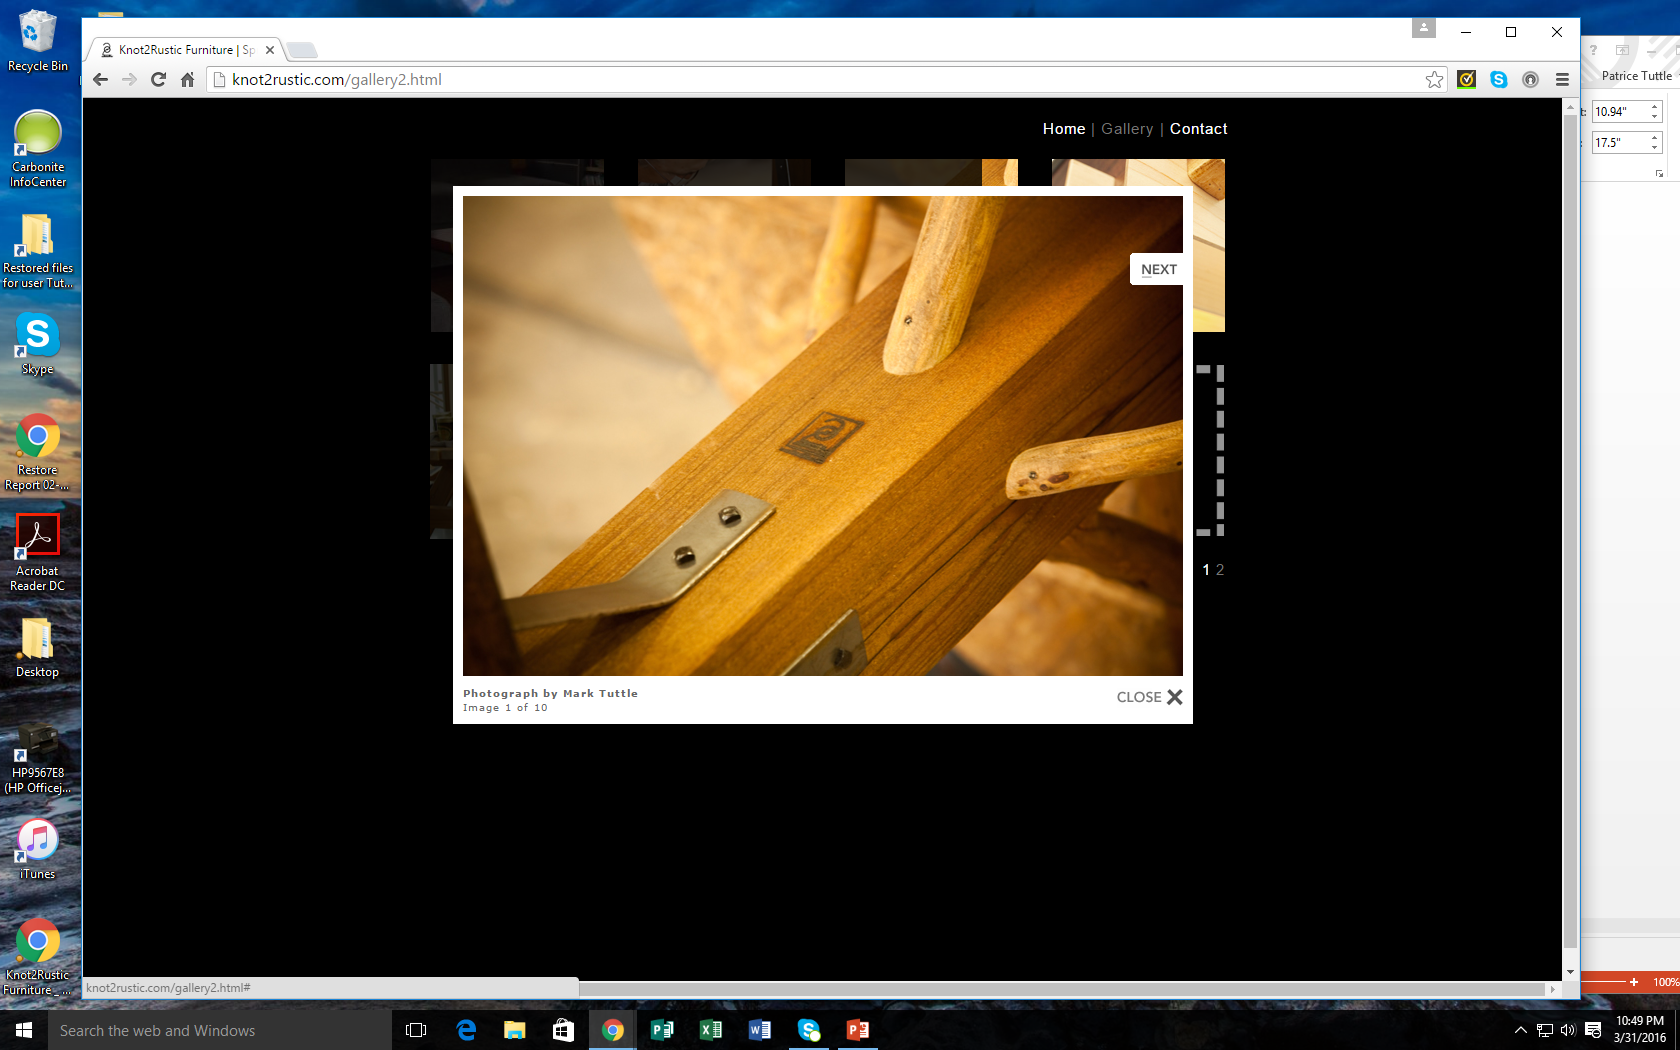 Recycle Bin
Carbonite
InfoCenter
Restored files
for user Tut...
Skype
Restore
Report 02-...
Acrobat
Reader DC
Desktop
HP9567E8
(HP Officej...
iTunes
Knot2Rustic
Furniture _ ...
Knot2Rustic Furniture | Sp
knot2rustic.com/gallery2.html
Home | Gallery | Contact
NEXT
Photograph by Mark Tuttle
Image 1 of 10
CLOSE
1 2
knot2rustic.com/gallery2.html#
Patrice Tuttle
10.94"
17.5"
100%
Search the web and Windows
10:49 PM
3/31/2016